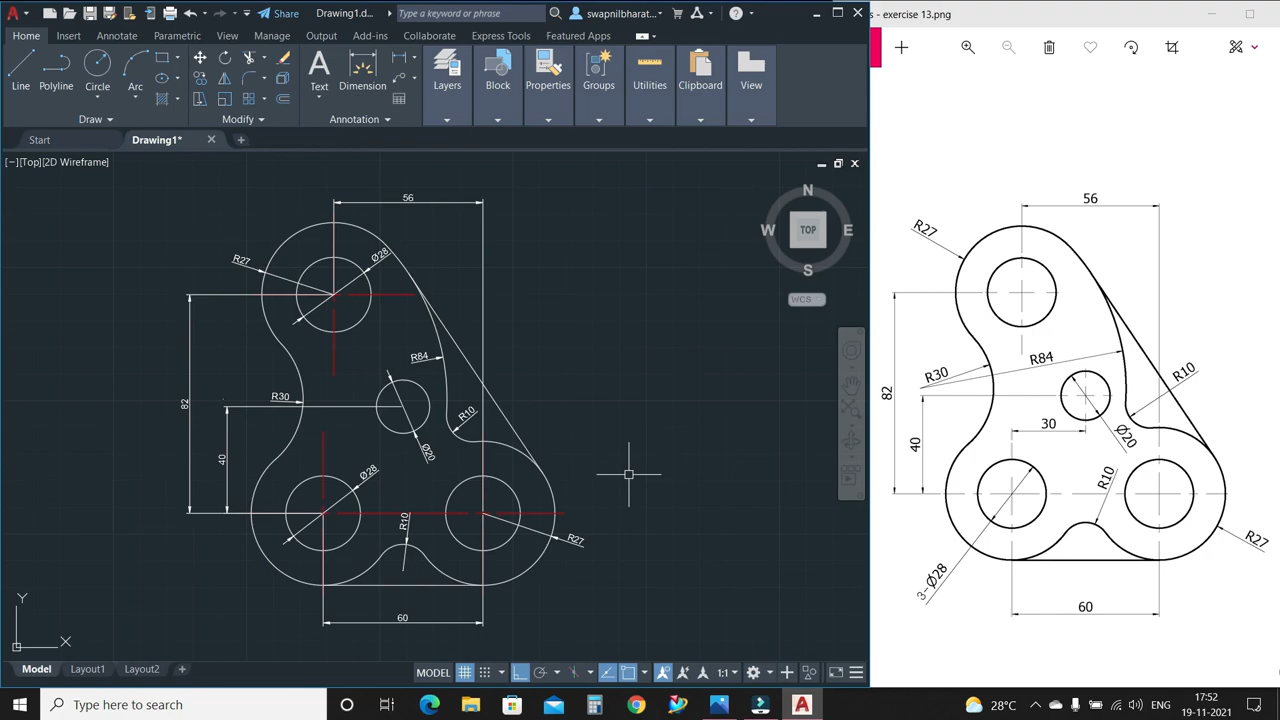 Share
Drawing1.d...
Type a keyword or phrase
swapnilbharat...
s - exercise 13.png
Home Insert Annotate Parametric View Manage Output Add-ins Collaborate Express Tools Featured Apps
Line Polyline Circle Arc
Text Dimension
Layers Block Properties Groups Utilities Clipboard View
Draw Modify Annotation
Start Drawing1* 
[−][Top][2D Wireframe]
N
W TOP E
S
WCS
56
R27
Ø28
R84
R30
82
R10
40
Ø20
Ø28
R10
R27
60
Y
X
56
R27
R84
R30
R10
82
30
40
Ø20
R10
R27
3-Ø28
60
Model Layout1 Layout2
MODEL 1:1
Type here to search
28°C
ENG
17:52
19-11-2021